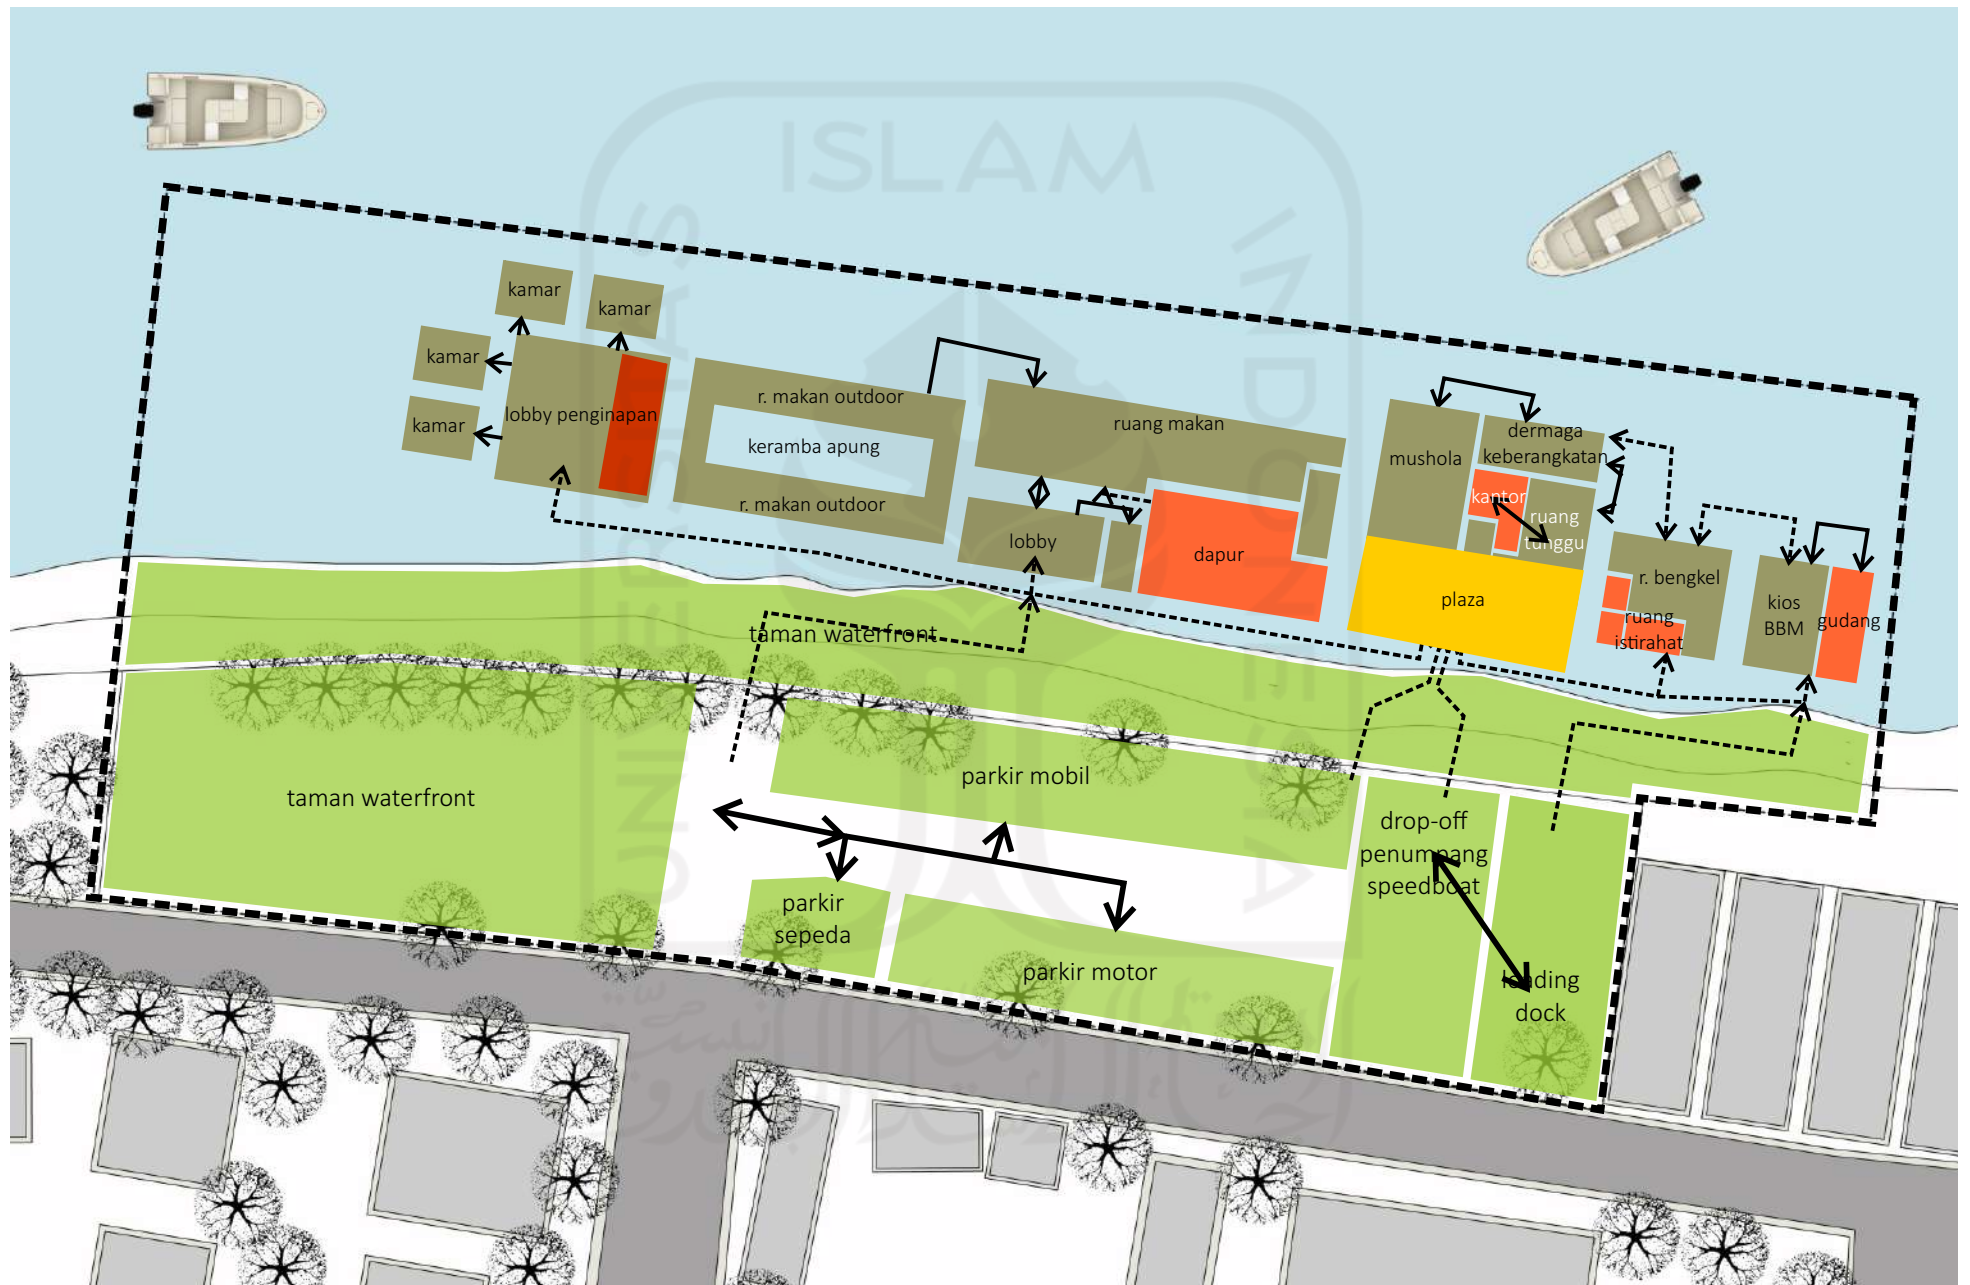 ISLAM
UNIVERSITAS
INDONESIA
kamar
kamar
kamar
kamar
lobby penginapan
r. makan outdoor
keramba apung
r. makan outdoor
ruang makan
lobby
dapur
mushola
dermaga
keberangkatan
kantor
ruang
tunggu
plaza
r. bengkel
ruang
istirahat
kios
BBM
gudang
taman waterfront
taman waterfront
parkir mobil
parkir
sepeda
parkir motor
drop-off
penumpang
speedboat
loading
dock